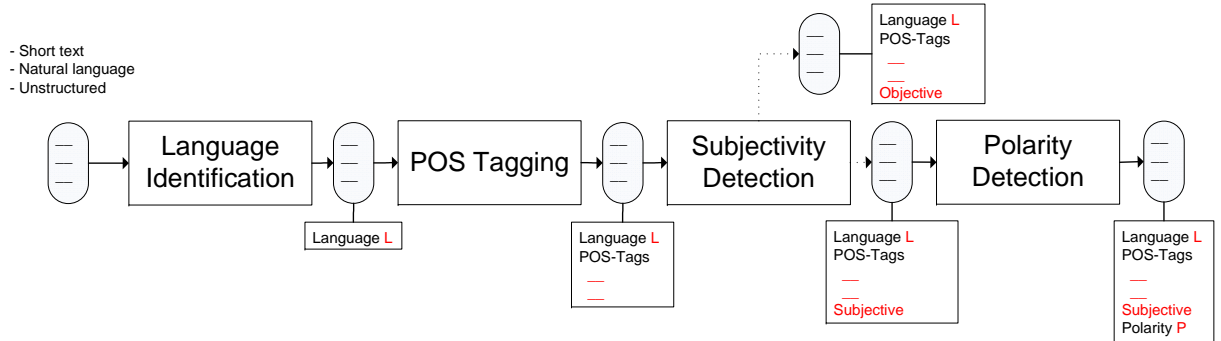 - Short text
- Natural language
- Unstructured
Language
Identification
Language L
POS Tagging
Language L
POS-Tags
Subjectivity
Detection
Language L
POS-Tags
Objective
Language L
POS-Tags
Subjective
Polarity
Detection
Language L
POS-Tags
Subjective
Polarity P